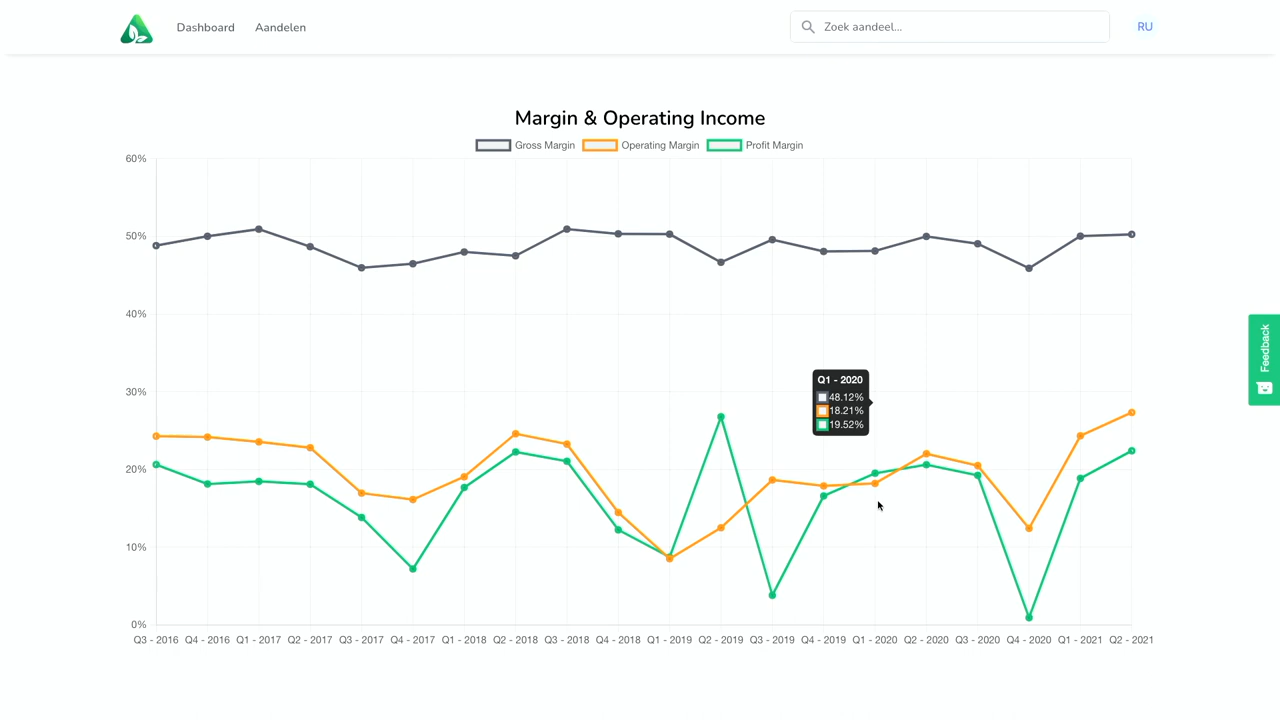 Dashboard Aandelen Zoek aandeel... RU
Margin & Operating Income
Gross Margin Operating Margin Profit Margin
60%
50%
40%
30%
20%
10%
0%
Q1 - 2020
48.12%
18.21%
19.52%
Feedback
Q3 - 2016 Q4 - 2016 Q1 - 2017 Q2 - 2017 Q3 - 2017 Q4 - 2017 Q1 - 2018 Q2 - 2018 Q3 - 2018 Q4 - 2018 Q1 - 2019 Q2 - 2019 Q3 - 2019 Q4 - 2019 Q1 - 2020 Q2 - 2020 Q3 - 2020 Q4 - 2020 Q1 - 2021 Q2 - 2021